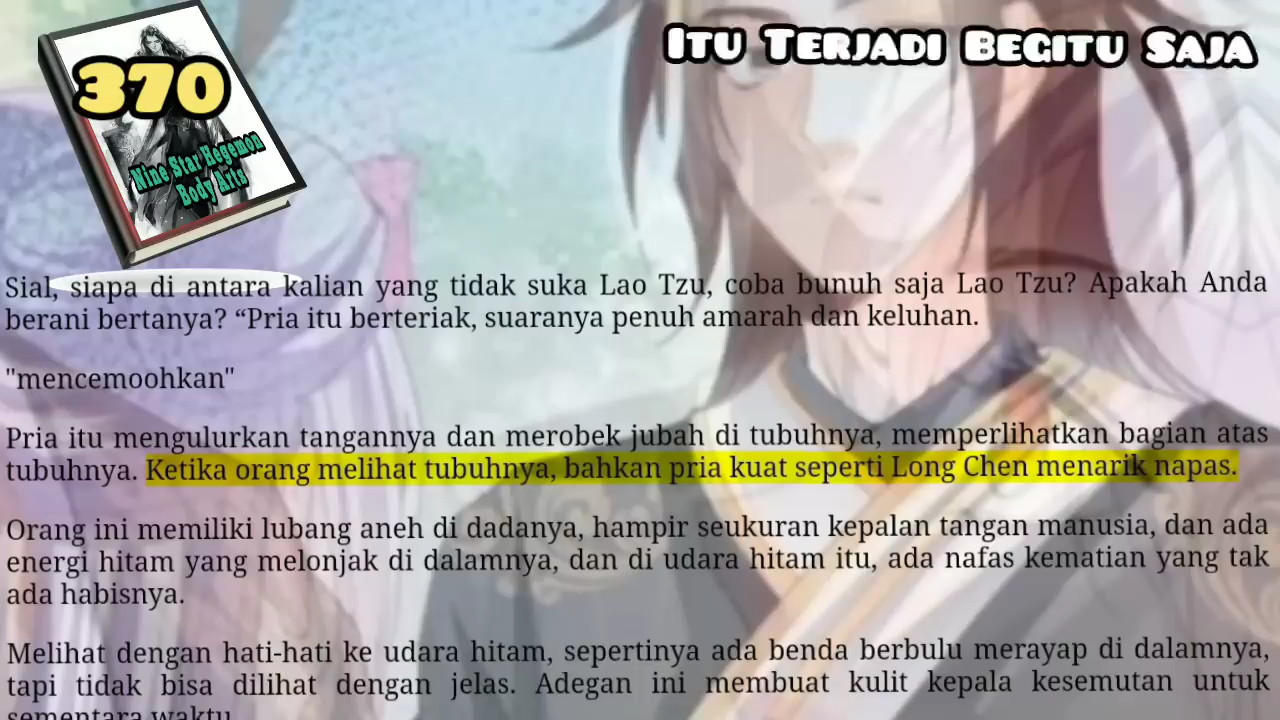 Itu Terjadi Begitu Saja
370
Nine Star Hegemon
Body Arts
Sial, siapa di antara kalian yang tidak suka Lao Tzu, coba bunuh saja Lao Tzu? Apakah Anda
berani bertanya? “Pria itu berteriak, suaranya penuh amarah dan keluhan.
"mencemoohkan"
Pria itu mengulurkan tangannya dan merobek jubah di tubuhnya, memperlihatkan bagian atas
tubuhnya. Ketika orang melihat tubuhnya, bahkan pria kuat seperti Long Chen menarik napas.
Orang ini memiliki lubang aneh di dadanya, hampir seukuran kepalan tangan manusia, dan ada
energi hitam yang melonjak di dalamnya, dan di udara hitam itu, ada nafas kematian yang tak
ada habisnya.
Melihat dengan hati-hati ke udara hitam, sepertinya ada benda berbulu merayap di dalamnya,
tapi tidak bisa dilihat dengan jelas. Adegan ini membuat kulit kepala kesemutan untuk
sementara waktu